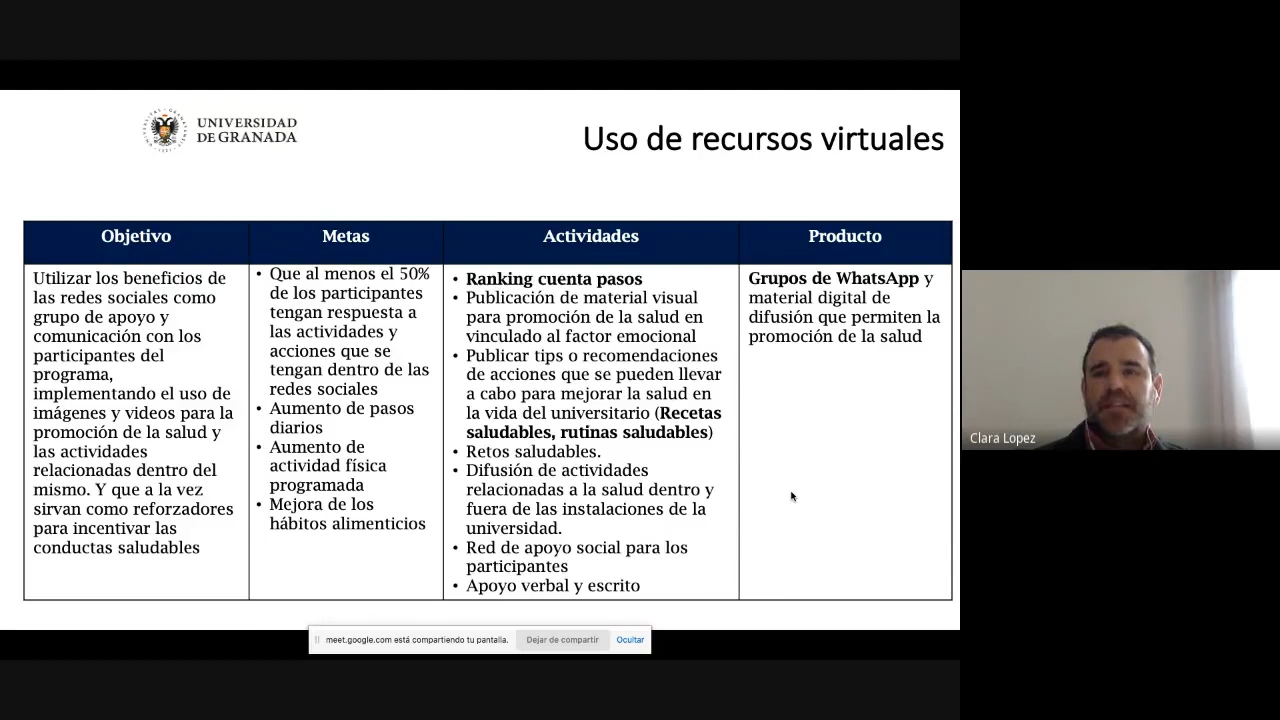 UNIVERSIDAD
DE GRANADA
Uso de recursos virtuales
Objetivo
Metas
Actividades
Producto
Utilizar los beneficios de
las redes sociales como
grupo de apoyo y
comunicación con los
participantes del
programa,
implementando el uso de
imágenes y videos para la
promoción de la salud y
las actividades
relacionadas dentro del
mismo. Y que a la vez
sirvan como reforzadores
para incentivar las
conductas saludables
• Que al menos el 50%
de los participantes
tengan respuesta a
las actividades y
acciones que se
tengan dentro de las
redes sociales
• Aumento de pasos
diarios
• Aumento de
actividad física
programada
• Mejora de los
hábitos alimenticios
• Ranking cuenta pasos
• Publicación de material visual
para promoción de la salud en
vinculado al factor emocional
• Publicar tips o recomendaciones
de acciones que se pueden llevar
a cabo para mejorar la salud en
la vida del universitario (Recetas
saludables, rutinas saludables)
• Retos saludables.
• Difusión de actividades
relacionadas a la salud dentro y
fuera de las instalaciones de la
universidad.
• Red de apoyo social para los
participantes
• Apoyo verbal y escrito
Grupos de WhatsApp y
material digital de
difusión que permiten la
promoción de la salud
Clara Lopez
meet.google.com está compartiendo tu pantalla.
Dejar de compartir
Ocultar